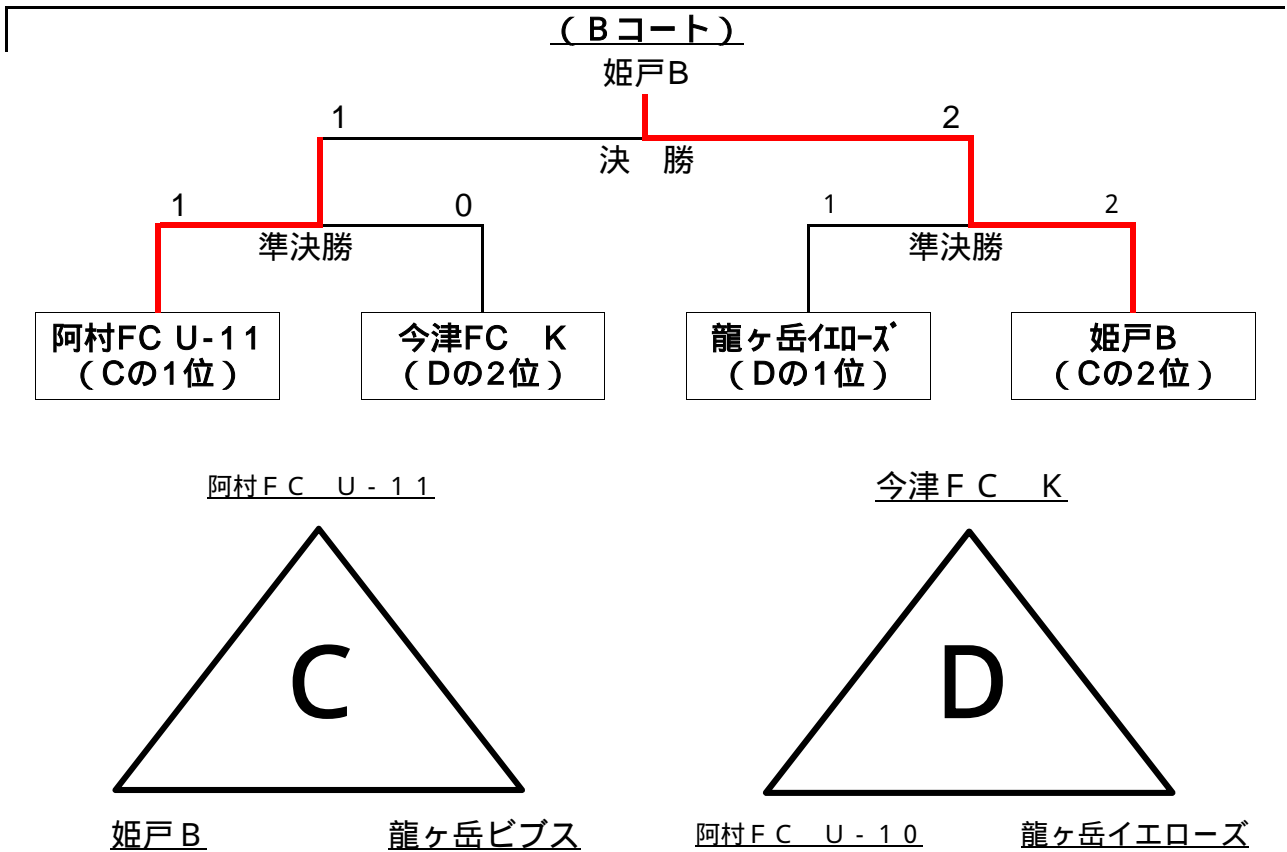 （Ｂコート）
姫戸B
1 2
決　勝
1 0 1 2
準決勝 準決勝
阿村FC U-11 今津FC　K 龍ヶ岳ｲｴﾛｰｽﾞ 姫戸B
（Cの1位） （Dの2位） （Dの1位） （Cの2位）
阿村ＦＣ　Ｕ-１１ 今津ＦＣ　Ｋ
C D
姫戸Ｂ 龍ヶ岳ビブス 阿村ＦＣ　Ｕ-１０ 龍ヶ岳イエローズ